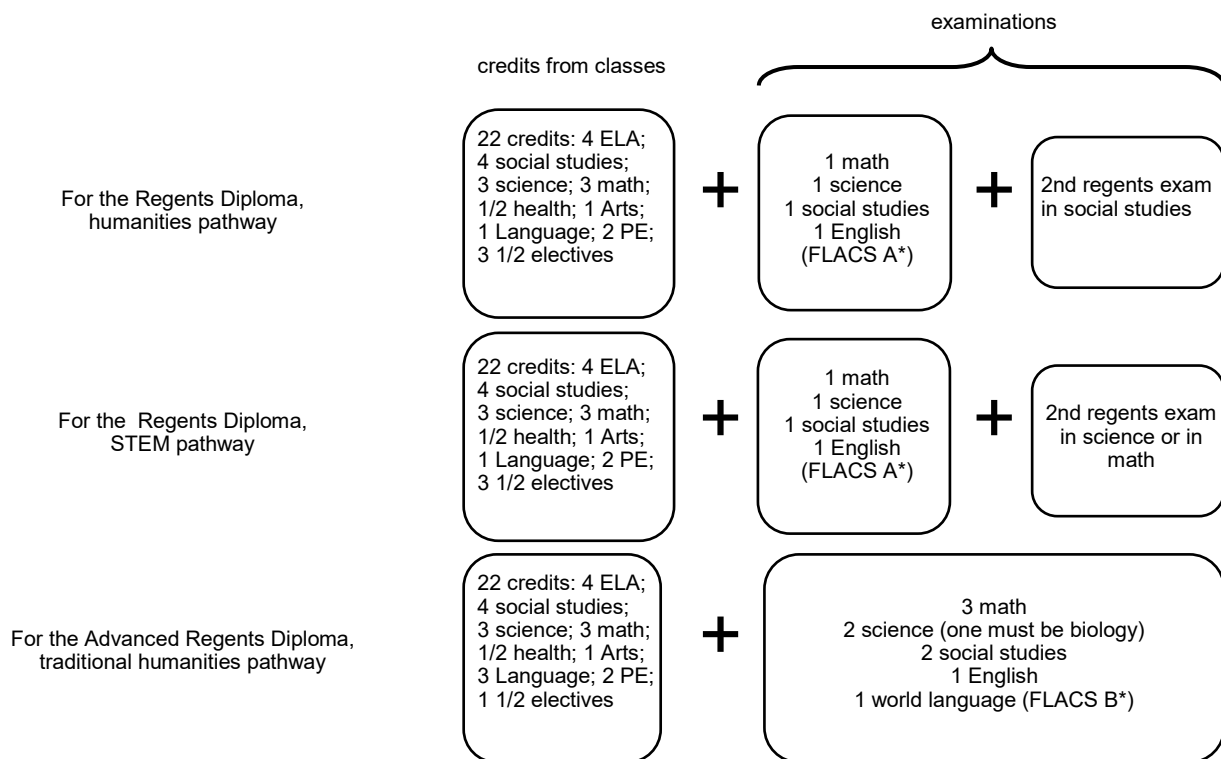 examinations
credits from classes
For the Regents Diploma,
humanities pathway
22 credits: 4 ELA;
4 social studies;
3 science; 3 math;
1/2 health; 1 Arts;
1 Language; 2 PE;
3 1/2 electives
+
1 math
1 science
1 social studies
1 English
(FLACS A*)
+
2nd regents exam
in social studies
For the  Regents Diploma,
STEM pathway
22 credits: 4 ELA;
4 social studies;
3 science; 3 math;
1/2 health; 1 Arts;
1 Language; 2 PE;
3 1/2 electives
+
1 math
1 science
1 social studies
1 English
(FLACS A*)
+
2nd regents exam
in science or in
math
For the Advanced Regents Diploma,
traditional humanities pathway
22 credits: 4 ELA;
4 social studies;
3 science; 3 math;
1/2 health; 1 Arts;
3 Language; 2 PE;
1 1/2 electives
+
3 math
2 science (one must be biology)
2 social studies
1 English
1 world language (FLACS B*)